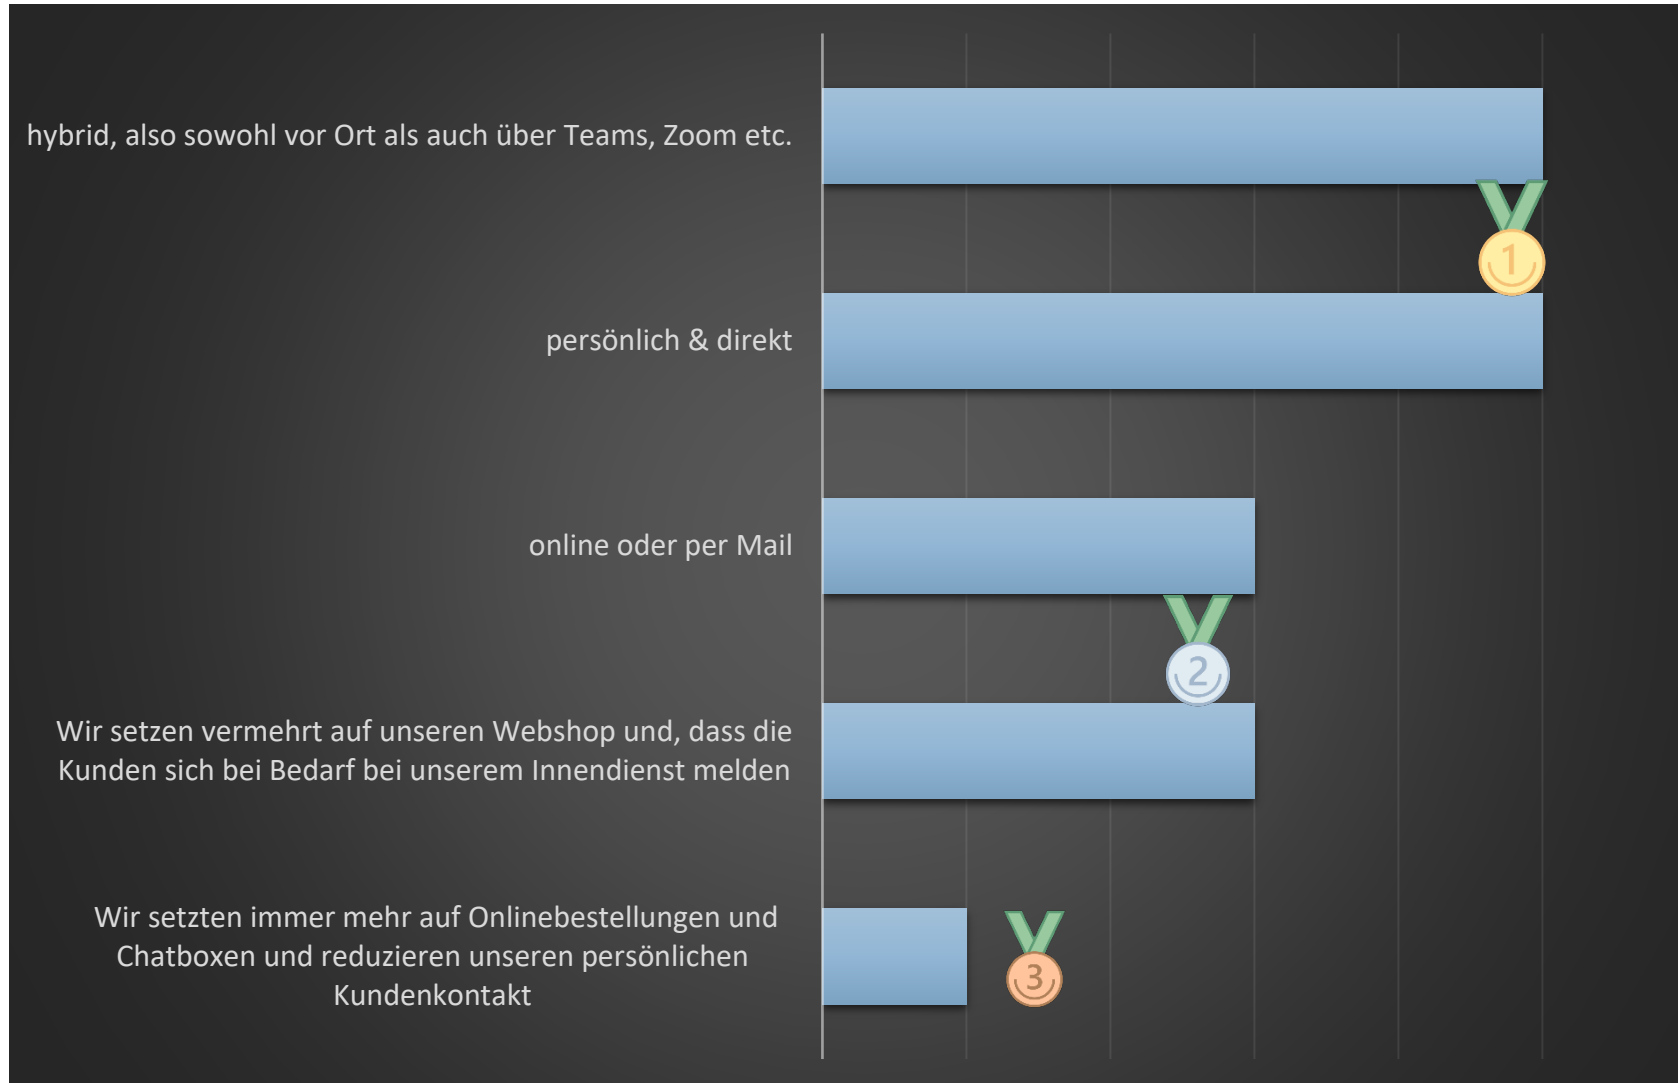 hybrid, also sowohl vor Ort als auch über Teams, Zoom etc.
1
persönlich & direkt
online oder per Mail
2
Wir setzen vermehrt auf unseren Webshop und, dass die
Kunden sich bei Bedarf bei unserem Innendienst melden
Wir setzten immer mehr auf Onlinebestellungen und
Chatboxen und reduzieren unseren persönlichen
Kundenkontakt
3